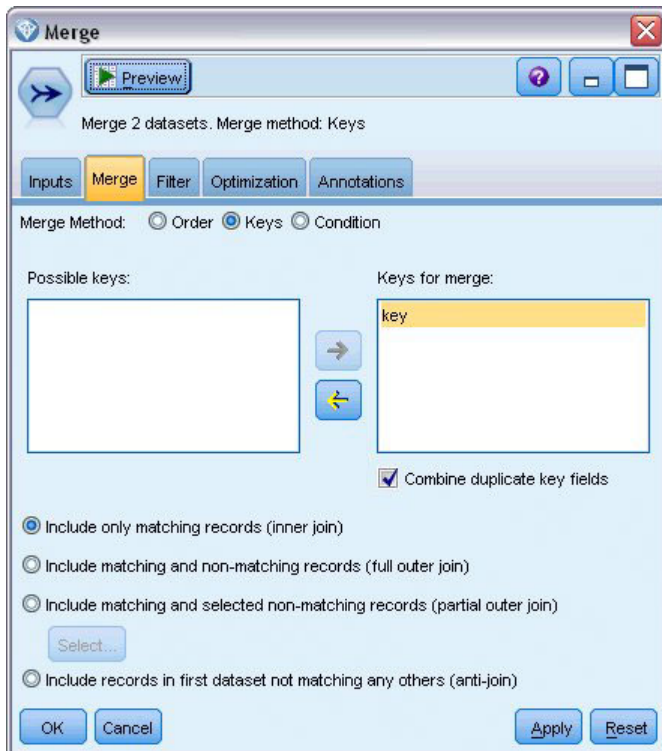 Merge
Preview
?
Merge 2 datasets. Merge method: Keys
Inputs Merge Filter Optimization Annotations
Merge Method: Order Keys Condition
Possible keys:
Keys for merge:
key
Combine duplicate key fields
Include only matching records (inner join)
Include matching and non-matching records (full outer join)
Include matching and selected non-matching records (partial outer join)
Select...
Include records in first dataset not matching any others (anti-join)
OK Cancel Apply Reset